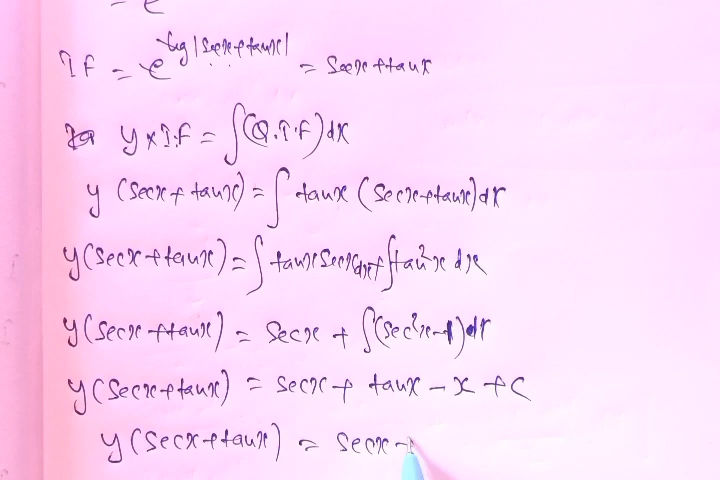 e
I f = e^log|secx+tanx| = secx+tanx
y × I.f = ∫(Q.I.f)dx
y (secx+tanx) = ∫ tanx (secx+tanx)dx
y(secx+tanx) = ∫ tanx secx dx + ∫tan²x dx
y(secx+tanx) = secx + ∫(sec²x-1)dx
y(secx+tanx) = secx + tanx - x + c
y(secx+tanx) = secx +